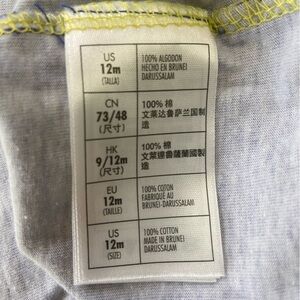 US
12m
(TALLA)
100% ALGODON
HECHO EN BRUNEI
DARUSSALAM
CN
73/48
(尺寸)
100% 棉
文莱达鲁萨兰国制
造
HK
9/12m
(尺寸)
100% 棉
文萊達魯薩蘭國製
造
EU
12m
(TAILLE)
100% COTON
FABRIQUÉ AU
BRUNEI-DARUSSALAM
US
12m
(SIZE)
100% COTTON
MADE IN BRUNEI
DARUSSALAM